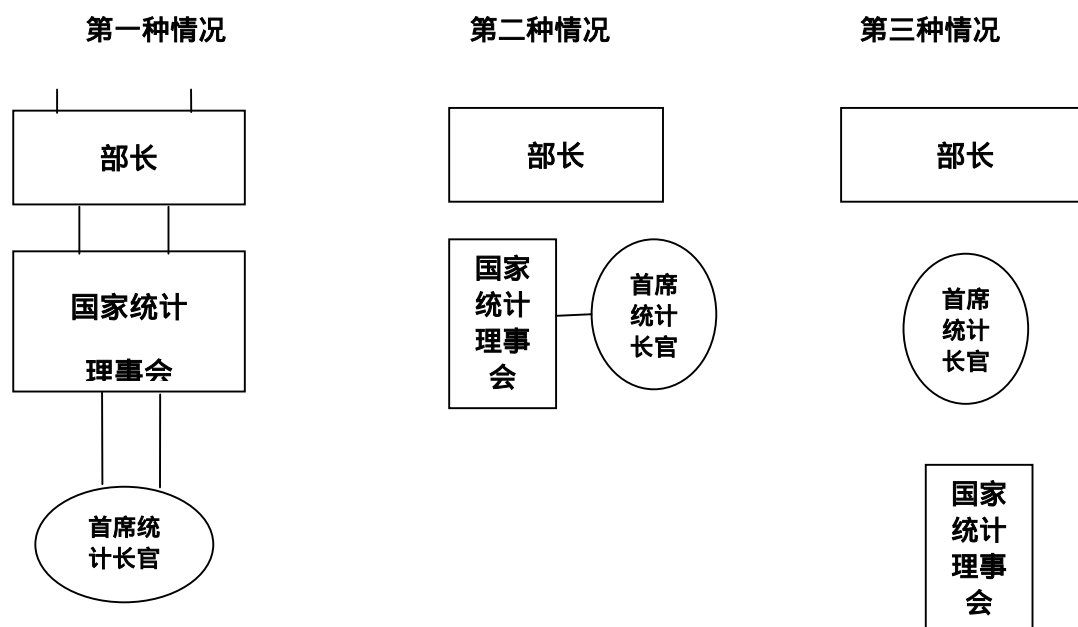 第一种情况
部长
国家统计
理事会
首席统
计长官
第二种情况
部长
国家
统计
理事
会
首席
统计
长官
第三种情况
部长
首席
统计
长官
国家
统计
理事
会